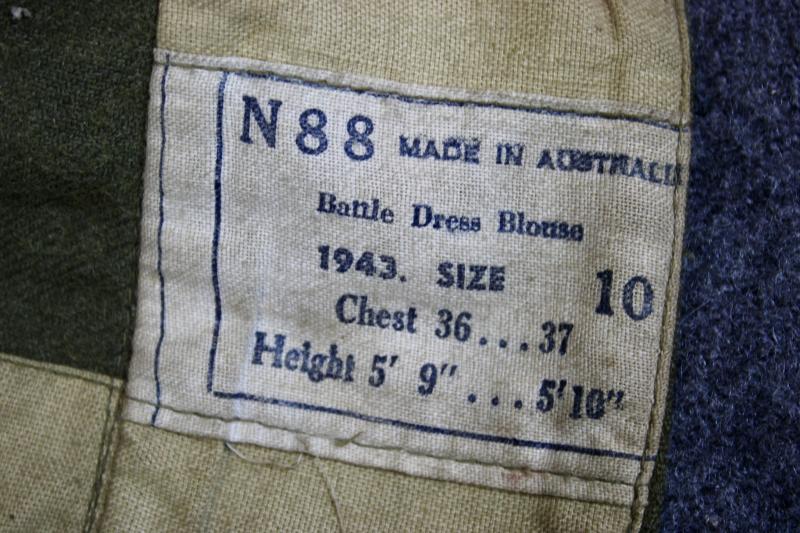 N88 MADE IN AUSTRALIA
Battle Dress Blouse
1943. SIZE 10
Chest 36...37
Height 5' 9"...5'10"